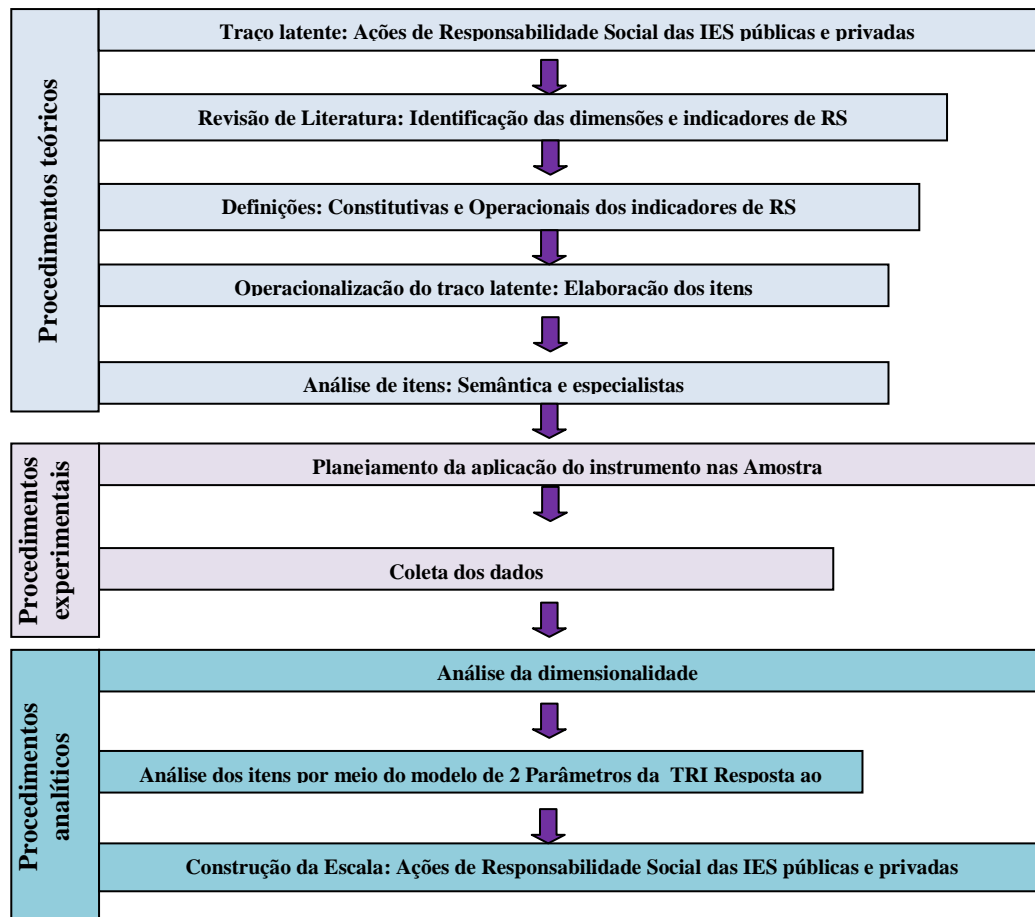 Procedimentos teóricos
Traço latente: Ações de Responsabilidade Social das IES públicas e privadas
Revisão de Literatura: Identificação das dimensões e indicadores de RS
Definições: Constitutivas e Operacionais dos indicadores de RS
Operacionalização do traço latente: Elaboração dos itens
Análise de itens: Semântica e especialistas
Procedimentos
experimentais
Planejamento da aplicação do instrumento nas Amostra
Coleta dos dados
Procedimentos
analíticos
Análise da dimensionalidade
Análise dos itens por meio do modelo de 2 Parâmetros da TRI Resposta ao
Construção da Escala: Ações de Responsabilidade Social das IES públicas e privadas